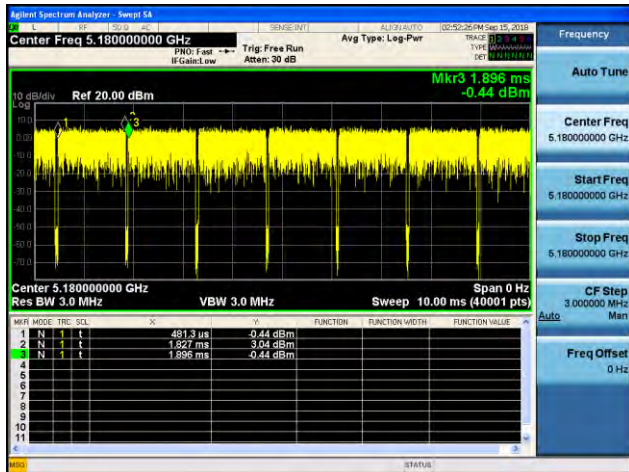 Agilent Spectrum Analyzer - Swept SA
L RF 50 Ω AC SENSE:INT ALIGN AUTO 02:52:26 PM Sep 15, 2018
Center Freq 5.180000000 GHz
PNO: Fast Trig: Free Run Avg Type: Log-Pwr TRACE 1 2 3 4 5 6
IFGain:Low Atten: 30 dB TYPE
DET N N N N N N
Mkr3 1.896 ms
-0.44 dBm
10 dB/div Ref 20.00 dBm
Log
10.0
0.00
-10.0
-20.0
-30.0
-40.0
-50.0
-60.0
-70.0
1
3
Center 5.180000000 GHz Span 0 Hz
Res BW 3.0 MHz VBW 3.0 MHz Sweep 10.00 ms (40001 pts)
MKR MODE TRC SCL X Y FUNCTION FUNCTION WIDTH FUNCTION VALUE
1 N 1 t 481.3 µs -0.44 dBm
2 N 1 t 1.827 ms 3.04 dBm
3 N 1 t 1.896 ms -0.44 dBm
4
5
6
7
8
9
10
11
MSG STATUS
Frequency
Auto Tune
Center Freq
5.180000000 GHz
Start Freq
5.180000000 GHz
Stop Freq
5.180000000 GHz
CF Step
3.000000 MHz
Auto Man
Freq Offset
0 Hz